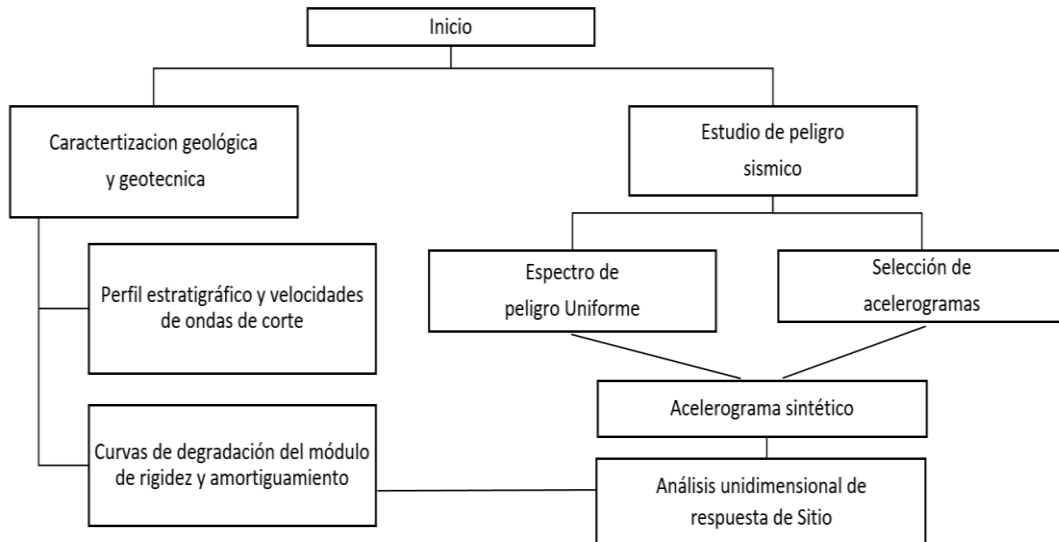 Inicio
Caractertizacion geológica
y geotecnica
Estudio de peligro
sismico
Perfil estratigráfico y velocidades
de ondas de corte
Espectro de
peligro Uniforme
Selección de
acelerogramas
Acelerograma sintético
Curvas de degradación del módulo
de rigidez y amortiguamiento
Análisis unidimensional de
respuesta de Sitio